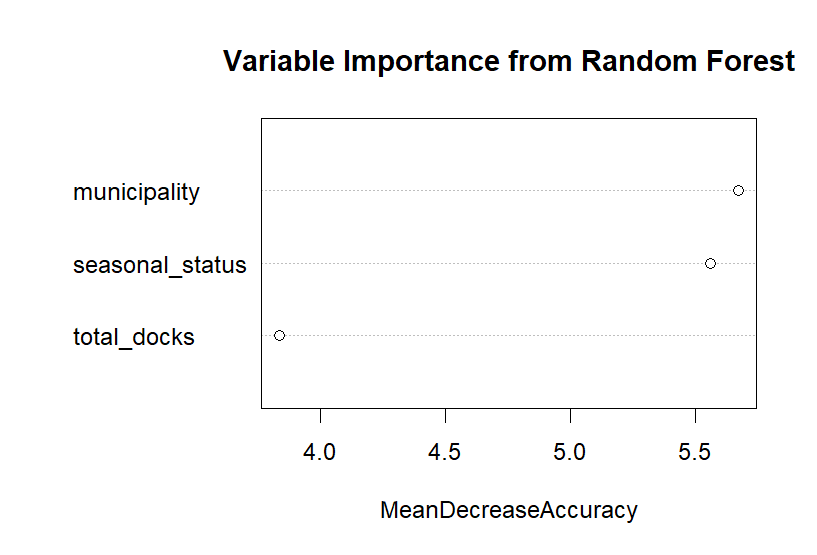 Variable Importance from Random Forest
municipality
seasonal_status
total_docks
4.0 4.5 5.0 5.5
MeanDecreaseAccuracy